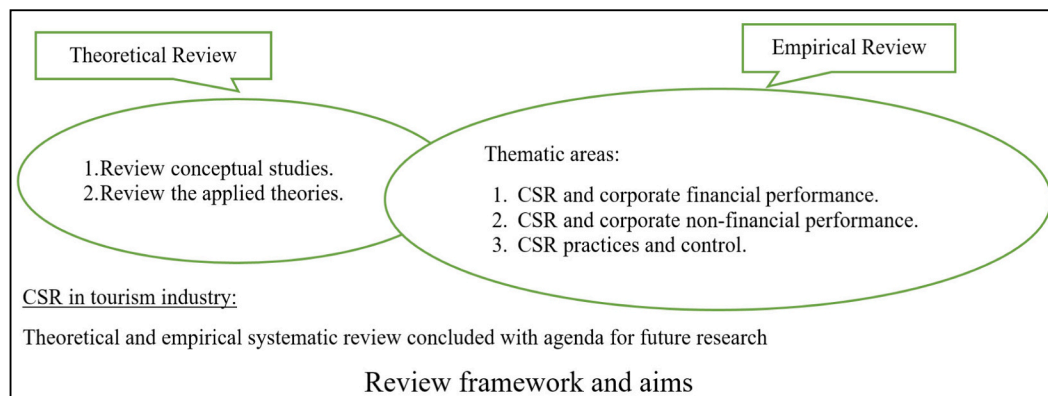 Theoretical Review
Empirical Review
1.Review conceptual studies.
2.Review the applied theories.
Thematic areas:
1. CSR and corporate financial performance.
2. CSR and corporate non-financial performance.
3. CSR practices and control.
CSR in tourism industry:
Theoretical and empirical systematic review concluded with agenda for future research
Review framework and aims